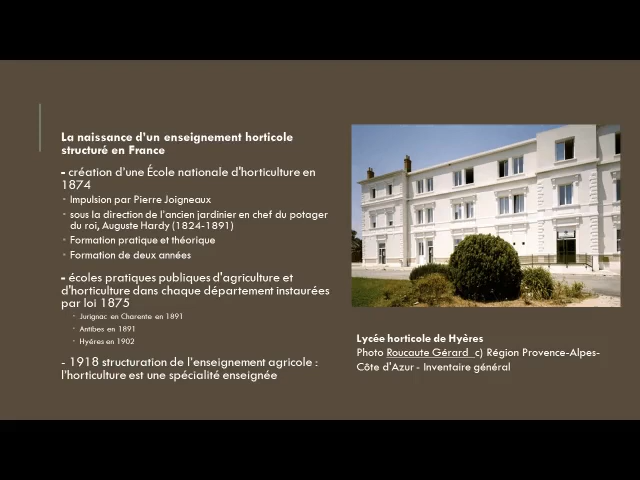 La naissance d'un enseignement horticole
structuré en France
- création d'une École nationale d'horticulture en
1874
- Impulsion par Pierre Joigneaux
- sous la direction de l'ancien jardinier en chef du potager
du roi, Auguste Hardy (1824-1891)
- Formation pratique et théorique
- Formation de deux années
- écoles pratiques publiques d'agriculture et
d'horticulture dans chaque département instaurées
par loi 1875
- Jurignac en Charente en 1891
- Antibes en 1891
- Hyères en 1902
- 1918 structuration de l'enseignement agricole :
l'horticulture est une spécialité enseignée
Lycée horticole de Hyères
Photo Roucaute Gérard c) Région Provence-Alpes-
Côte d'Azur - Inventaire général